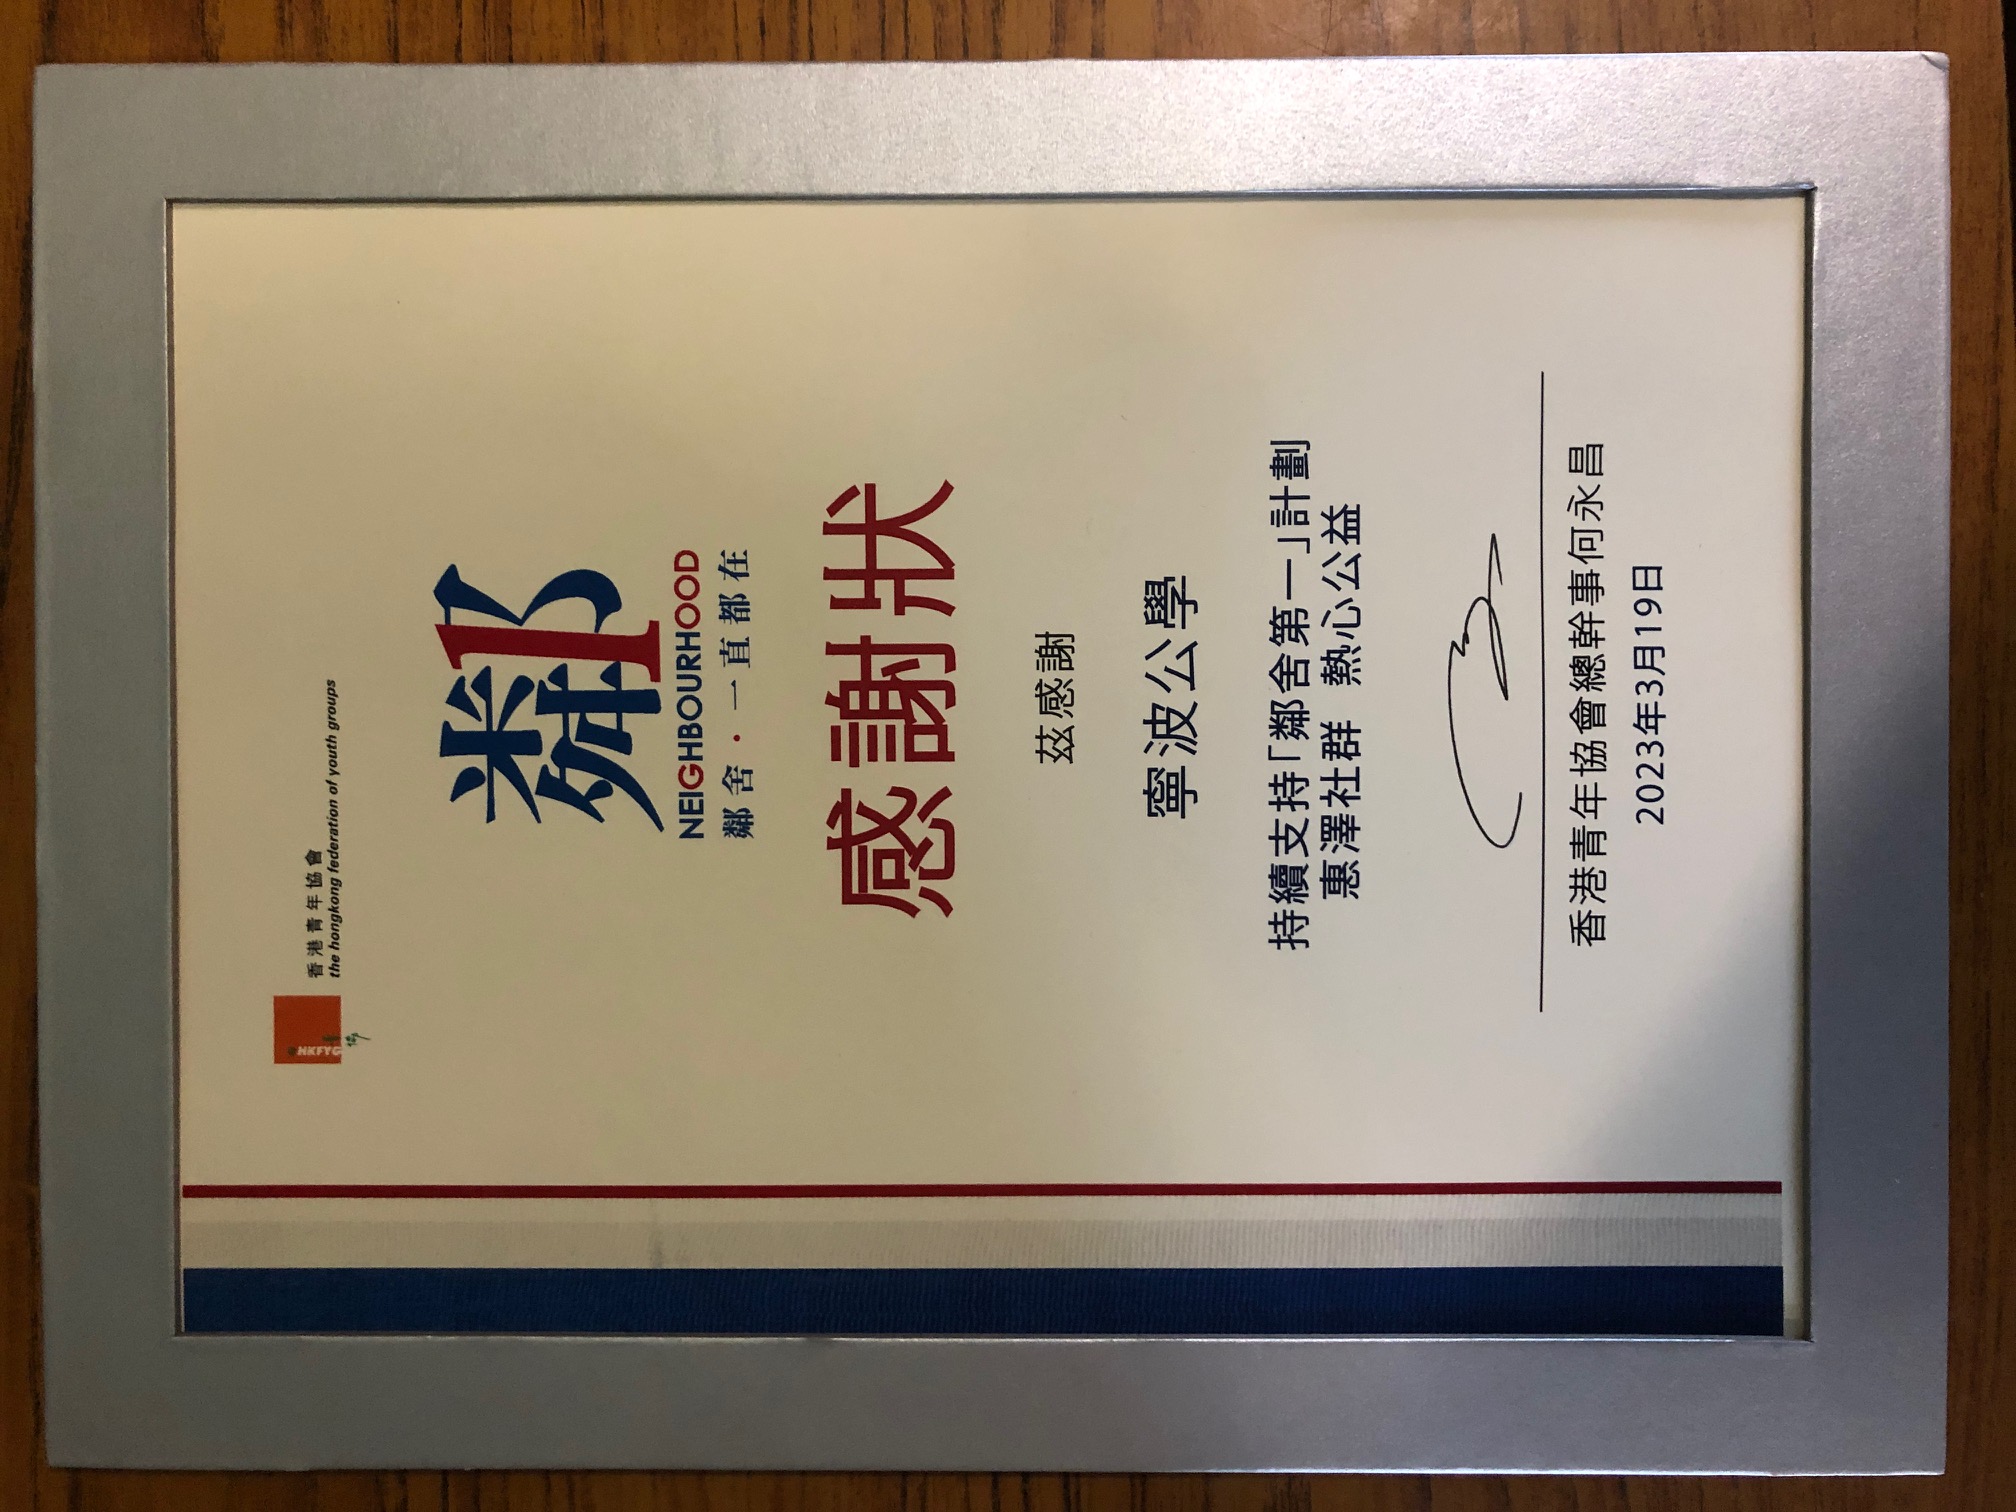 香港青年協會
the hongkong federation of youth groups
HKFYG
青協
鄰
NEIGHBOURHOOD
鄰舍・一直都在
感謝狀
茲感謝
寧波公學
持續支持「鄰舍第一」計劃
惠澤社群 熱心公益
香港青年協會總幹事何永昌
2023年3月19日